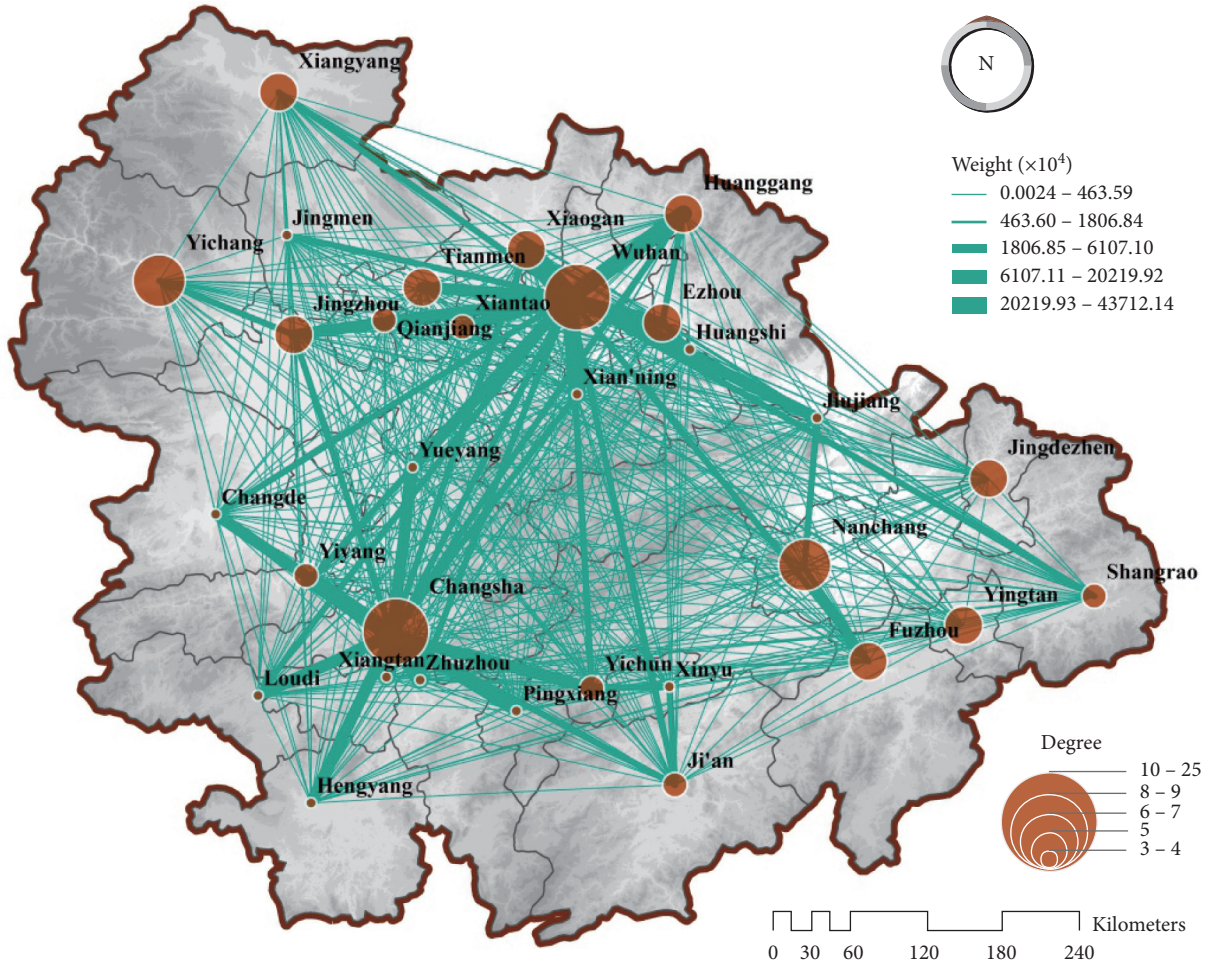 Xiangyang
N
Weight (×10⁴)
0.0024 – 463.59
463.60 – 1806.84
1806.85 – 6107.10
6107.11 – 20219.92
20219.93 – 43712.14
Huanggang
Jingmen
Xiaogan
Yichang
Tianmen
Wuhan
Jingzhou
Xiantao
Ezhou
Qianjiang
Huangshi
Xian'ning
Jiujiang
Yueyang
Jingdezhen
Changde
Nanchang
Yiyang
Changsha
Shangrao
Yingtan
Fuzhou
Xiangtan
Zhuzhou
Yichun
Xinyu
Loudi
Pingxiang
Ji'an
Hengyang
Degree
10 – 25
8 – 9
6 – 7
5
3 – 4
Kilometers
0 30 60 120 180 240